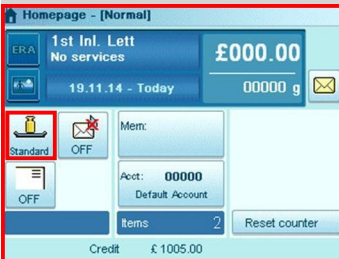 Homepage - [Normal]
ERA
1st Inl. Lett
No services
£000.00
19.11.14 - Today
00000 g
Standard
OFF
Mem:
OFF
Acct: 00000
Default Account
Items 2
Reset counter
Credit £ 1005.00